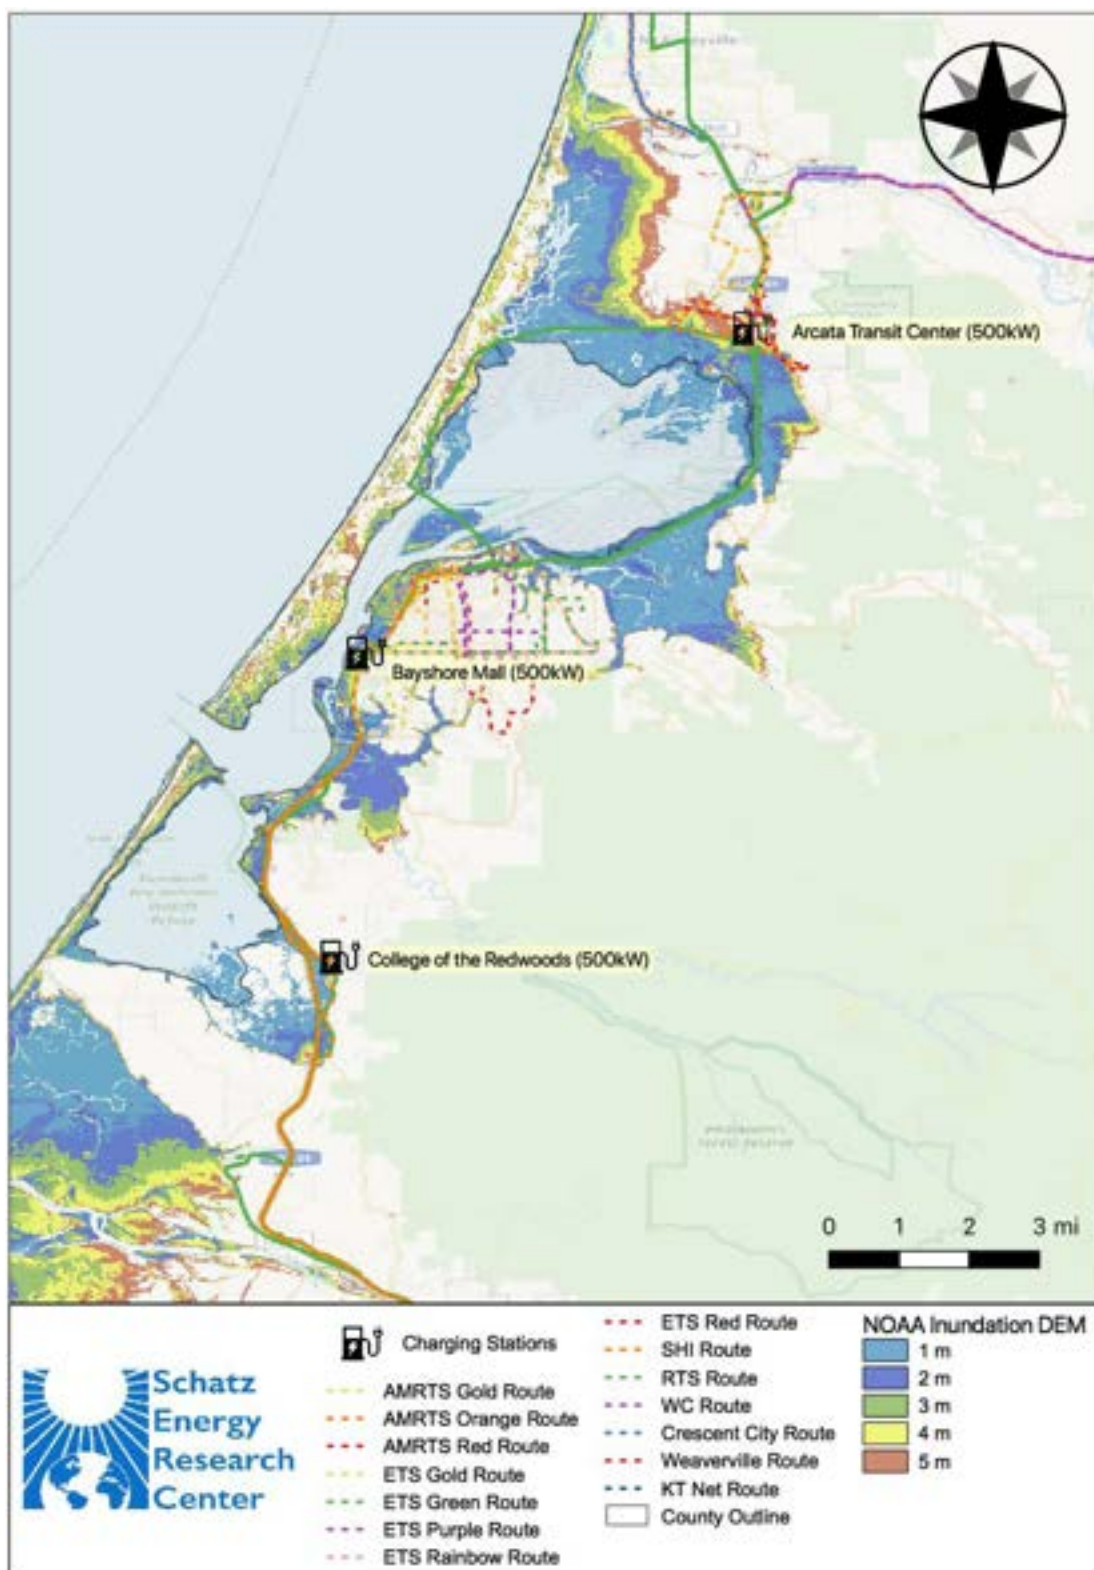 Arcata Transit Center (500kW)
Bayshore Mall (500kW)
College of the Redwoods (500kW)
0 1 2 3 mi
Schatz
Energy
Research
Center
Charging Stations
AMRTS Gold Route
AMRTS Orange Route
AMRTS Red Route
ETS Gold Route
ETS Green Route
ETS Purple Route
ETS Rainbow Route
ETS Red Route
SHI Route
RTS Route
WC Route
Crescent City Route
Weaverville Route
KT Net Route
County Outline
NOAA Inundation DEM
1 m
2 m
3 m
4 m
5 m